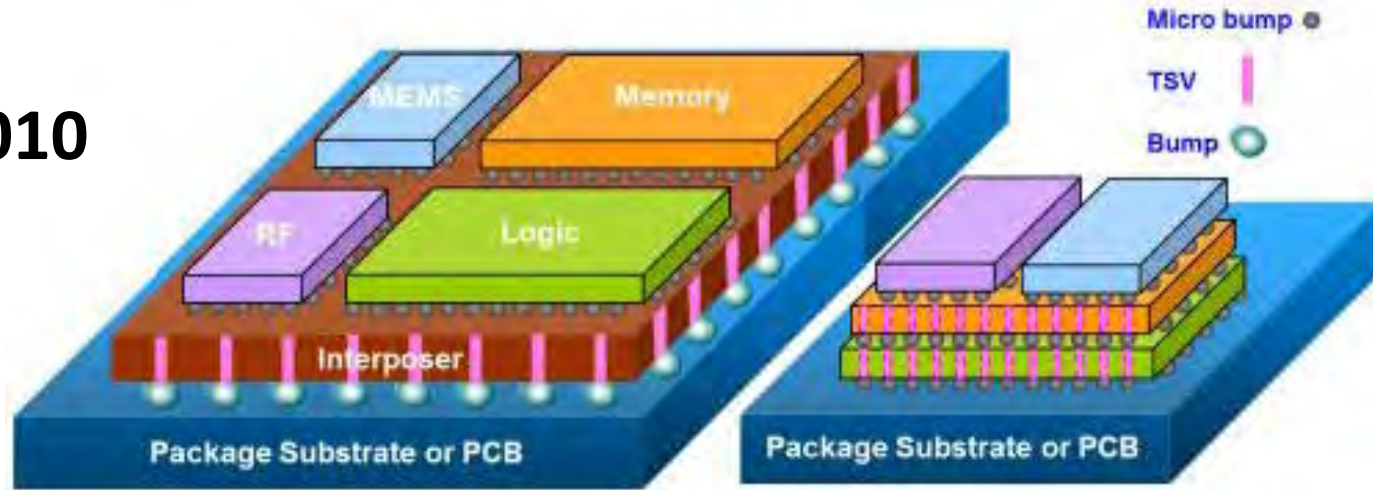 010
Micro bump
TSV
Bump
MEMS
Memory
RF
Logic
Interposer
Package Substrate or PCB
Package Substrate or PCB